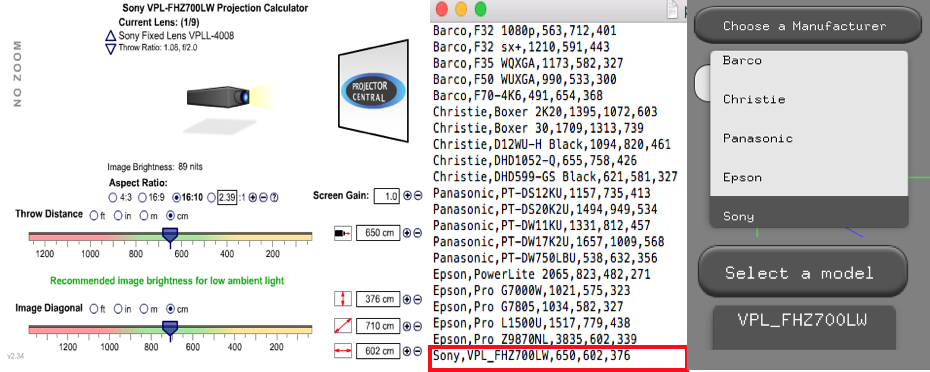 Sony VPL-FHZ700LW Projection Calculator
Current Lens: (1/9)
Sony Fixed Lens VPLL-4008
Throw Ratio: 1.08, f/2.0
NO ZOOM
PROJECTOR
CENTRAL
Image Brightness: 89 nits
Aspect Ratio:
4:3 16:9 16:10 2.39 :1
Screen Gain: 1.0
Throw Distance ft in m cm
650 cm
1200 1000 800 600 400 200
Recommended image brightness for low ambient light
376 cm
Image Diagonal ft in m cm
710 cm
1200 1000 800 600 400 200
602 cm
v2.34
Barco,F32 1080p,563,712,401
Barco,F32 sx+,1210,591,443
Barco,F35 WQXGA,1173,582,327
Barco,F50 WUXGA,990,533,300
Barco,F70-4K6,491,654,368
Christie,Boxer 2K20,1395,1072,603
Christie,Boxer 30,1709,1313,739
Christie,D12WU-H Black,1094,820,461
Christie,DHD1052-Q,655,758,426
Christie,DHD599-GS Black,621,581,327
Panasonic,PT-DS12KU,1157,735,413
Panasonic,PT-DS20K2U,1494,949,534
Panasonic,PT-DW11KU,1331,812,457
Panasonic,PT-DW17K2U,1657,1009,568
Panasonic,PT-DW750LBU,538,632,356
Epson,PowerLite 2065,823,482,271
Epson,Pro G7000W,1021,575,323
Epson,Pro G7805,1034,582,327
Epson,Pro L1500U,1517,779,438
Epson,Pro Z9870NL,3835,602,339
Sony,VPL_FHZ700LW,650,602,376
Choose a Manufacturer
Barco
Christie
Panasonic
Epson
Sony
Select a model
VPL_FHZ700LW